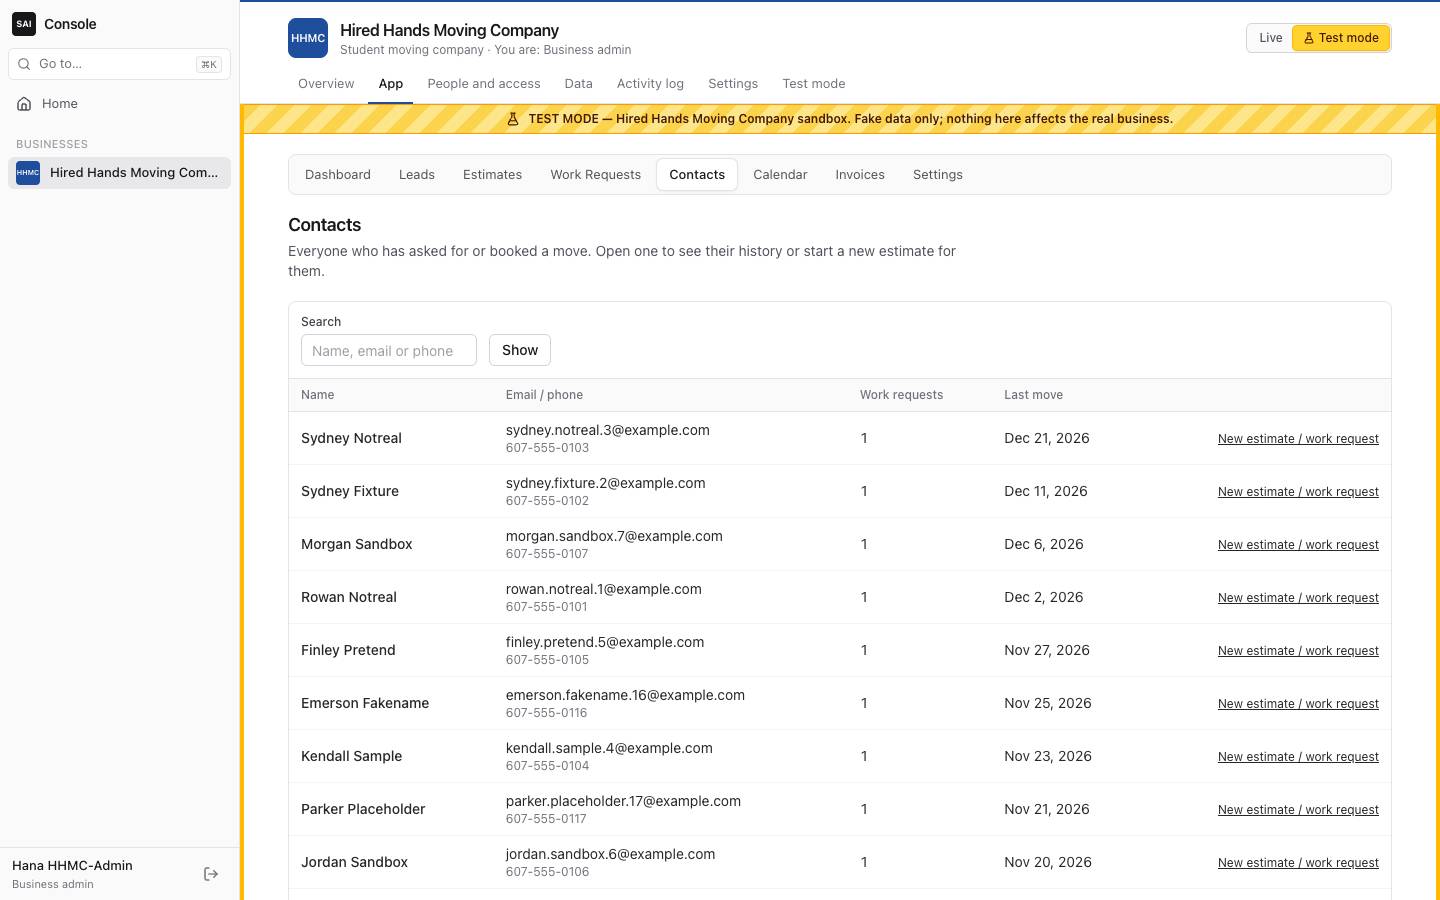 SAI Console
Go to... ⌘K
Home
BUSINESSES
HHMC Hired Hands Moving Com...
Hana HHMC-Admin
Business admin
HHMC
Hired Hands Moving Company
Student moving company · You are: Business admin
Live Test mode
Overview App People and access Data Activity log Settings Test mode
TEST MODE — Hired Hands Moving Company sandbox. Fake data only; nothing here affects the real business.
Dashboard Leads Estimates Work Requests Contacts Calendar Invoices Settings
Contacts
Everyone who has asked for or booked a move. Open one to see their history or start a new estimate for
them.
Search
Name, email or phone Show
Name Email / phone Work requests Last move
Sydney Notreal sydney.notreal.3@example.com 1 Dec 21, 2026 New estimate / work request
607-555-0103
Sydney Fixture sydney.fixture.2@example.com 1 Dec 11, 2026 New estimate / work request
607-555-0102
Morgan Sandbox morgan.sandbox.7@example.com 1 Dec 6, 2026 New estimate / work request
607-555-0107
Rowan Notreal rowan.notreal.1@example.com 1 Dec 2, 2026 New estimate / work request
607-555-0101
Finley Pretend finley.pretend.5@example.com 1 Nov 27, 2026 New estimate / work request
607-555-0105
Emerson Fakename emerson.fakename.16@example.com 1 Nov 25, 2026 New estimate / work request
607-555-0116
Kendall Sample kendall.sample.4@example.com 1 Nov 23, 2026 New estimate / work request
607-555-0104
Parker Placeholder parker.placeholder.17@example.com 1 Nov 21, 2026 New estimate / work request
607-555-0117
Jordan Sandbox jordan.sandbox.6@example.com 1 Nov 20, 2026 New estimate / work request
607-555-0106